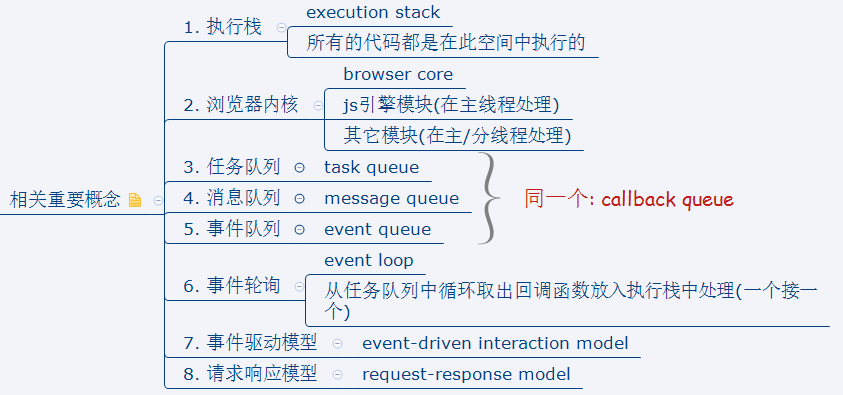 相关重要概念
1. 执行栈
execution stack
所有的代码都是在此空间中执行的
2. 浏览器内核
browser core
js引擎模块(在主线程处理)
其它模块(在主/分线程处理)
3. 任务队列
task queue
4. 消息队列
message queue
5. 事件队列
event queue
同一个: callback queue
6. 事件轮询
event loop
从任务队列中循环取出回调函数放入执行栈中处理(一个接一
个)
7. 事件驱动模型
event-driven interaction model
8. 请求响应模型
request-response model